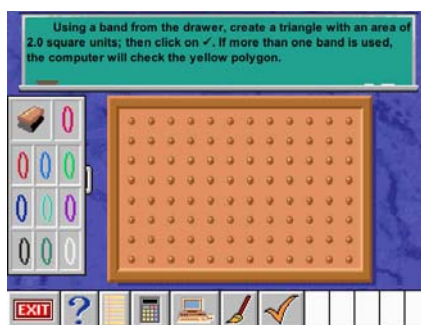 Using a band from the drawer, create a triangle with an area of
2.0 square units; then click on ✓. If more than one band is used,
the computer will check the yellow polygon.
EXIT
?